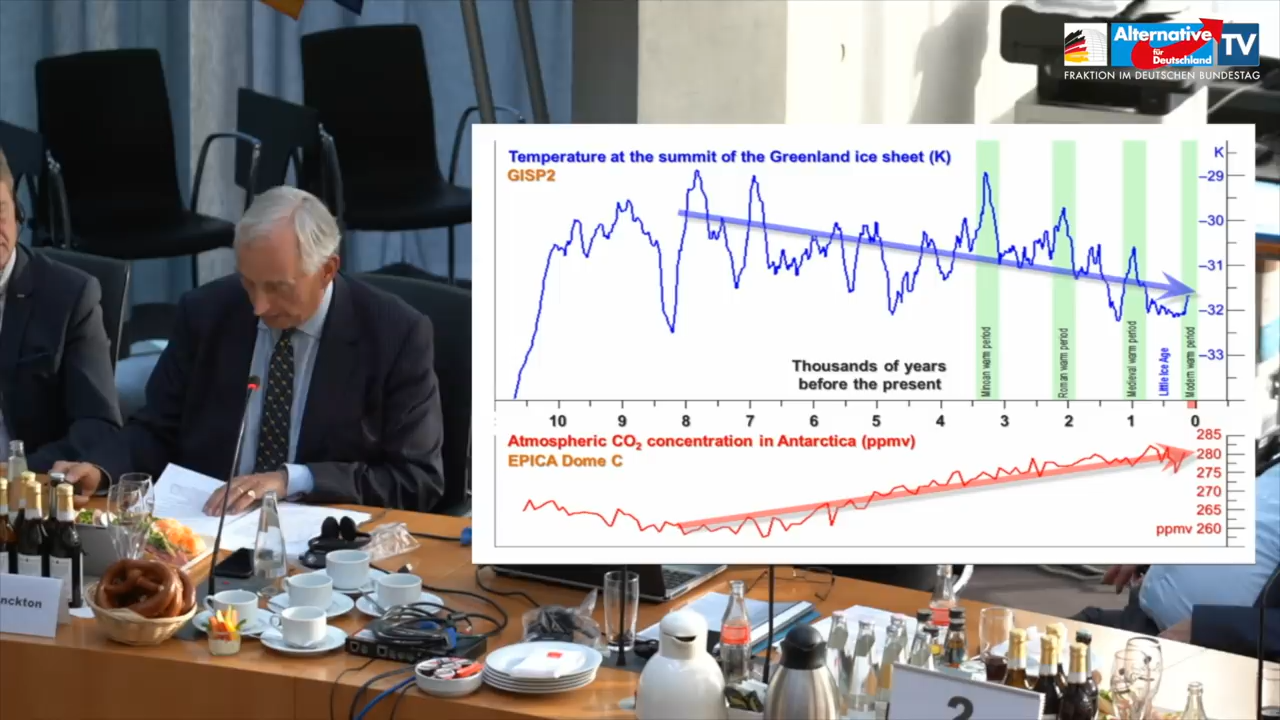 Alternative
für
Deutschland
TV
FRAKTION IM DEUTSCHEN BUNDESTAG
Temperature at the summit of the Greenland ice sheet (K)
GISP2
K
–29
–30
–31
–32
–33
Minoan warm period
Roman warm period
Medieval warm period
Little Ice Age
Modern warm period
Thousands of years
before the present
10 9 8 7 6 5 4 3 2 1 0
Atmospheric CO₂ concentration in Antarctica (ppmv)
EPICA Dome C
285
280
275
270
265
260
ppmv
nckton
2